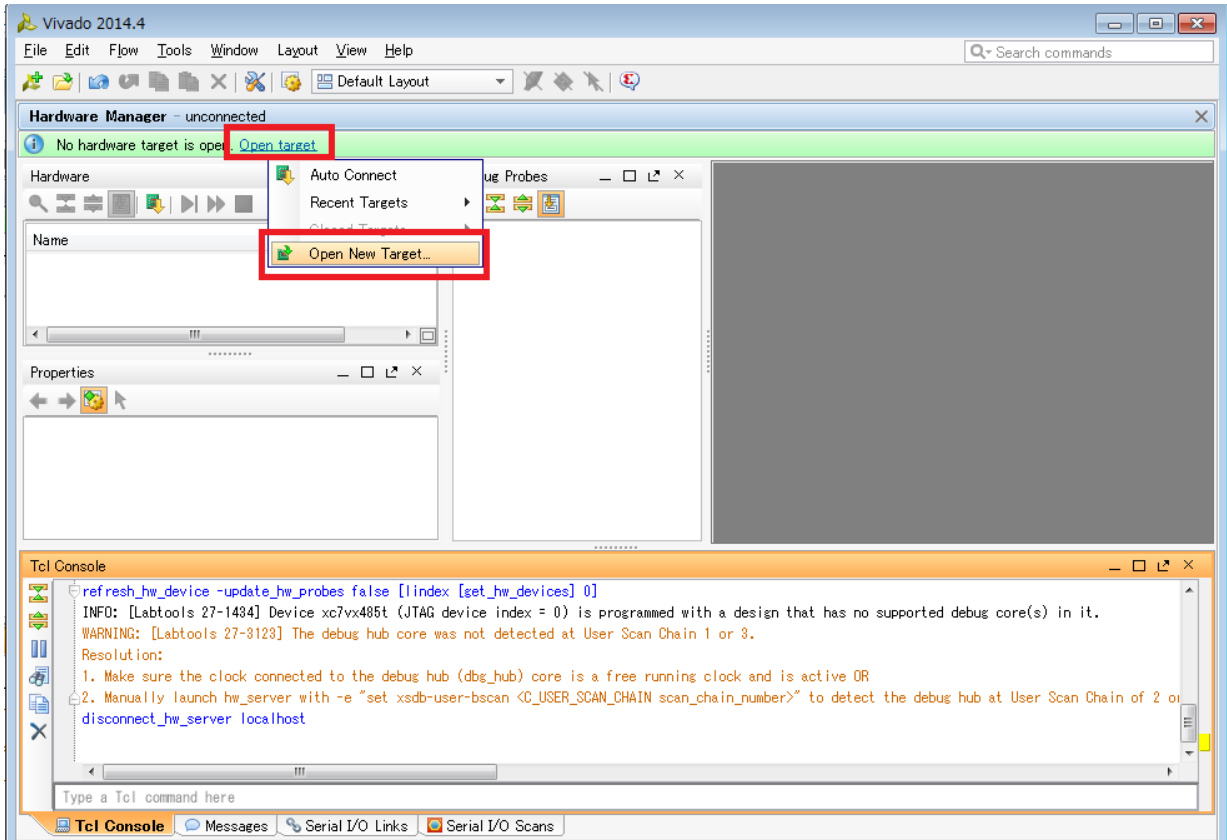 Vivado 2014.4
File Edit Flow Tools Window Layout View Help
Search commands
Default Layout
Hardware Manager - unconnected
No hardware target is open. Open target
Hardware
Auto Connect
ug Probes
Recent Targets
Closed Targets
Name
Open New Target...
Properties
Tcl Console
refresh_hw_device -update_hw_probes false [lindex [get_hw_devices] 0]
INFO: [Labtools 27-1434] Device xc7vx485t (JTAG device index = 0) is programmed with a design that has no supported debug core(s) in it.
WARNING: [Labtools 27-3123] The debug hub core was not detected at User Scan Chain 1 or 3.
Resolution:
1. Make sure the clock connected to the debug hub (dbg_hub) core is a free running clock and is active OR
2. Manually launch hw_server with -e "set xsdb-user-bscan <C_USER_SCAN_CHAIN scan_chain_number>" to detect the debug hub at User Scan Chain of 2 o
disconnect_hw_server localhost
Type a Tcl command here
Tcl Console Messages Serial I/O Links Serial I/O Scans